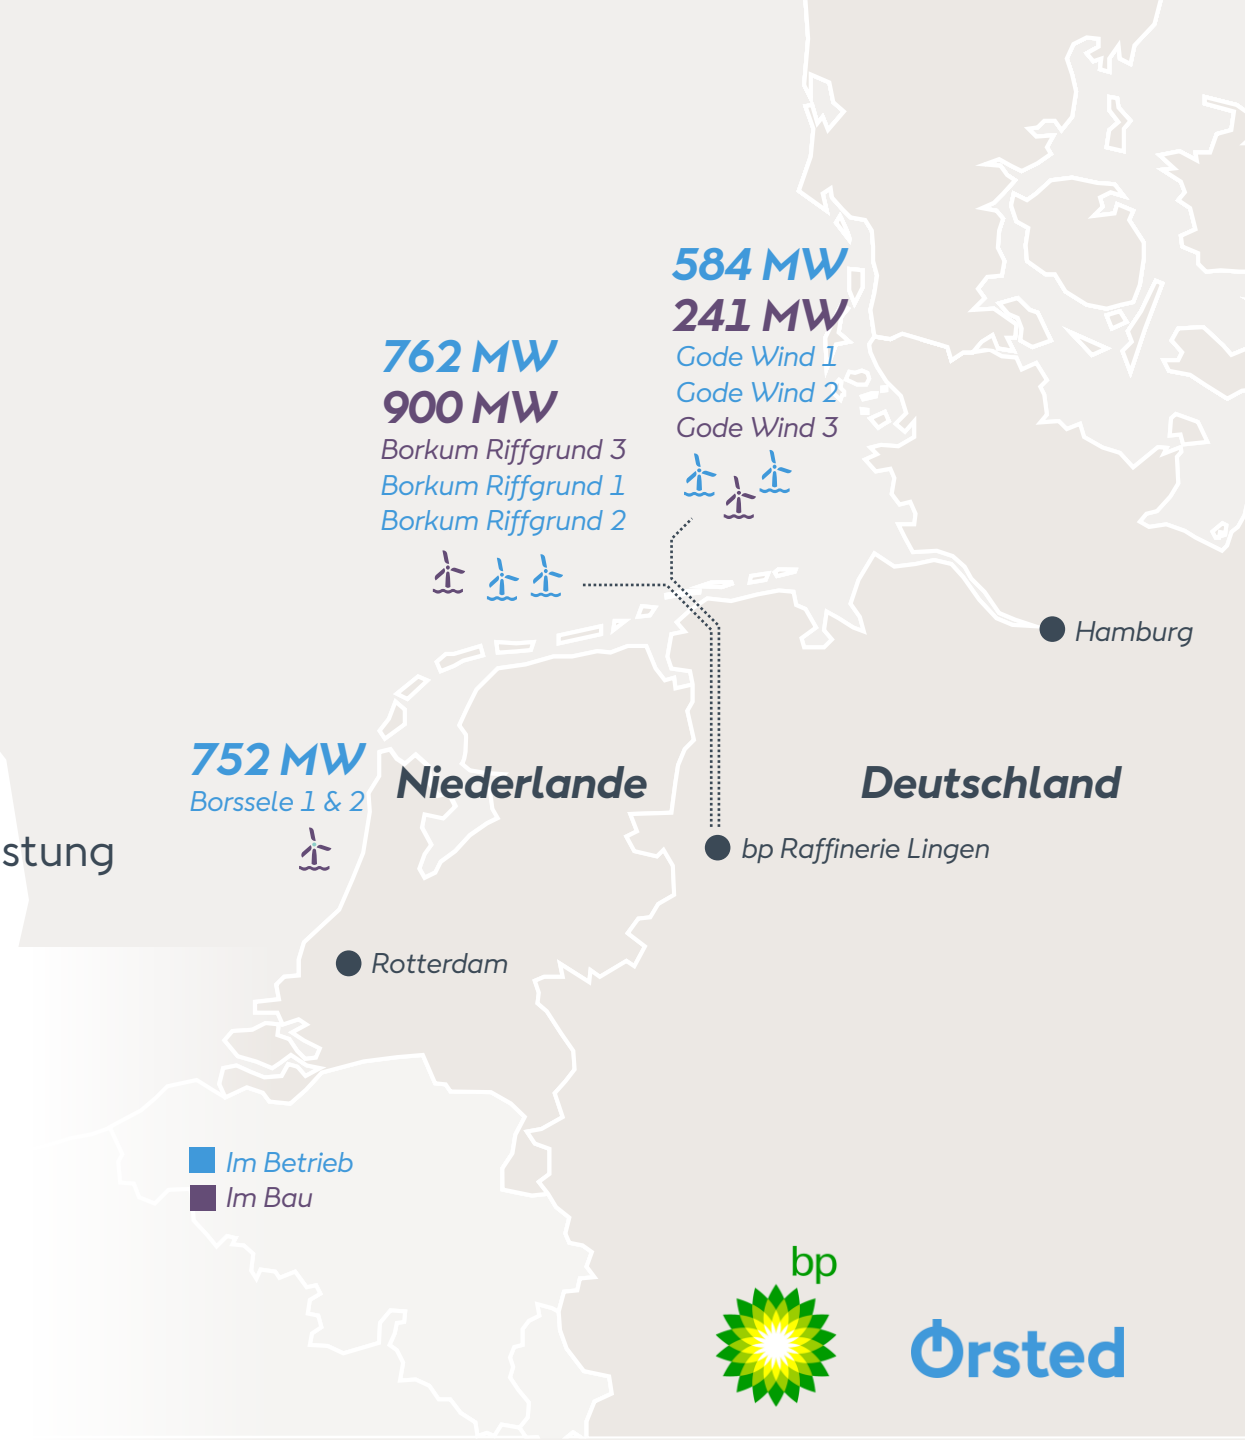 584 MW
241 MW
Gode Wind 1
Gode Wind 2
Gode Wind 3
762 MW
900 MW
Borkum Riffgrund 3
Borkum Riffgrund 1
Borkum Riffgrund 2
Hamburg
752 MW
Borssele 1 & 2
Niederlande
Deutschland
stung
bp Raffinerie Lingen
Rotterdam
Im Betrieb
Im Bau
bp
Ørsted